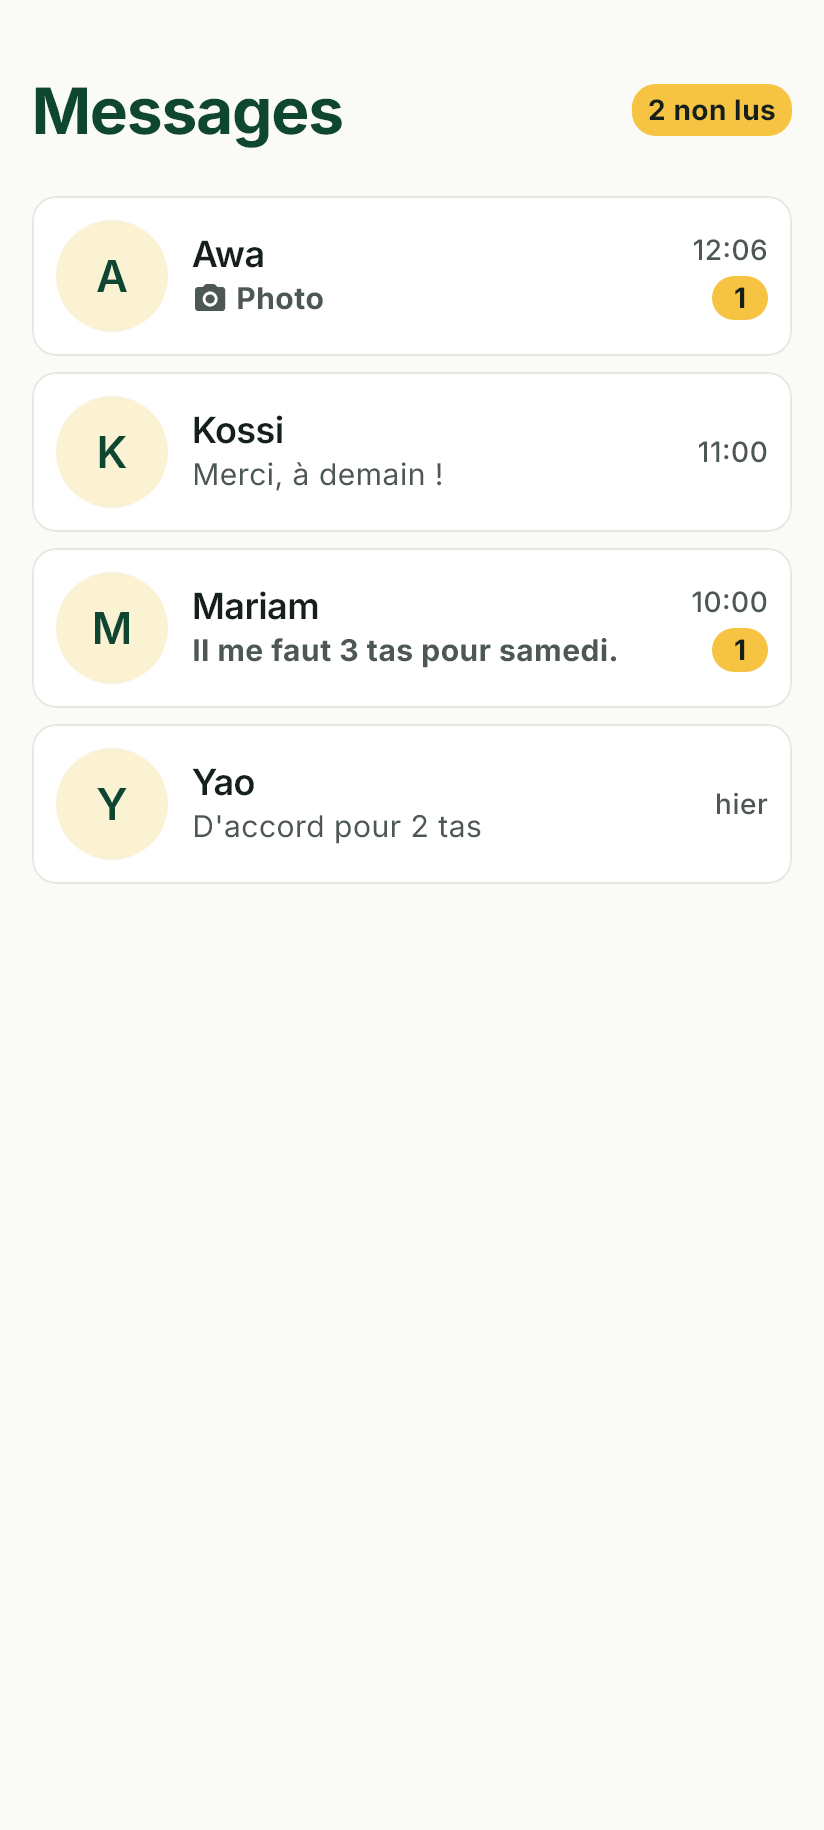 Messages
2 non lus
A
Awa
12:06
Photo
1
K
Kossi
11:00
Merci, à demain !
M
Mariam
10:00
Il me faut 3 tas pour samedi.
1
Y
Yao
hier
D'accord pour 2 tas